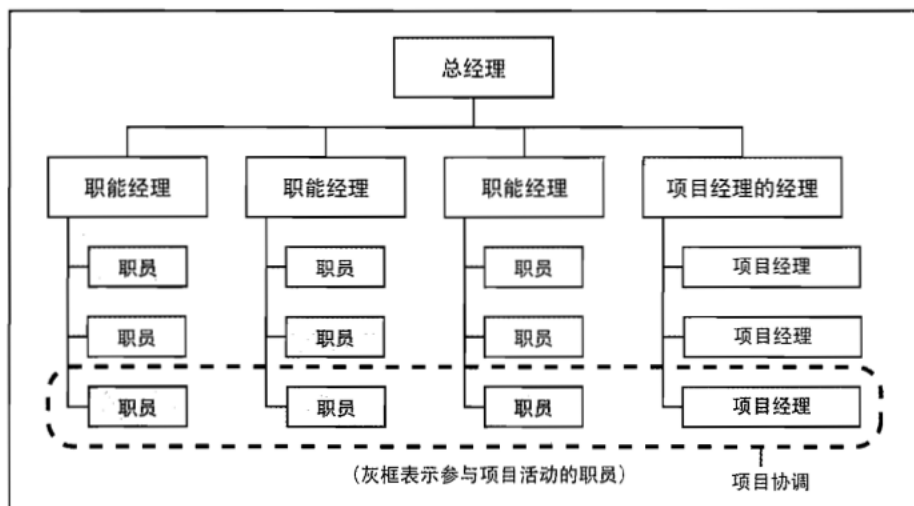 总经理
职能经理 职能经理 职能经理 项目经理的经理
职员 职员 职员 项目经理
职员 职员 职员 项目经理
职员 职员 职员 项目经理
(灰框表示参与项目活动的职员)
项目协调